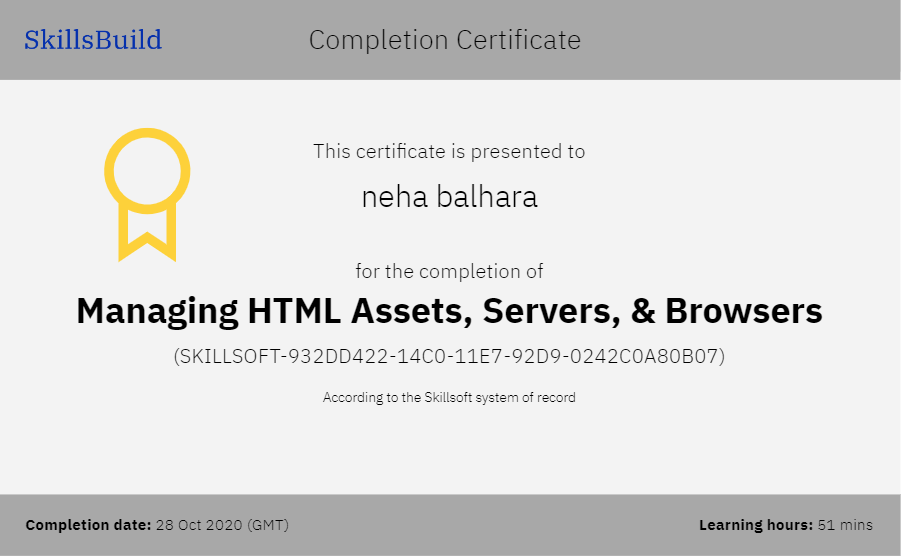 SkillsBuild
Completion Certificate
This certificate is presented to
neha balhara
for the completion of
Managing HTML Assets, Servers, & Browsers
(SKILLSOFT-932DD422-14C0-11E7-92D9-0242C0A80B07)
According to the Skillsoft system of record
Completion date: 28 Oct 2020 (GMT)
Learning hours: 51 mins